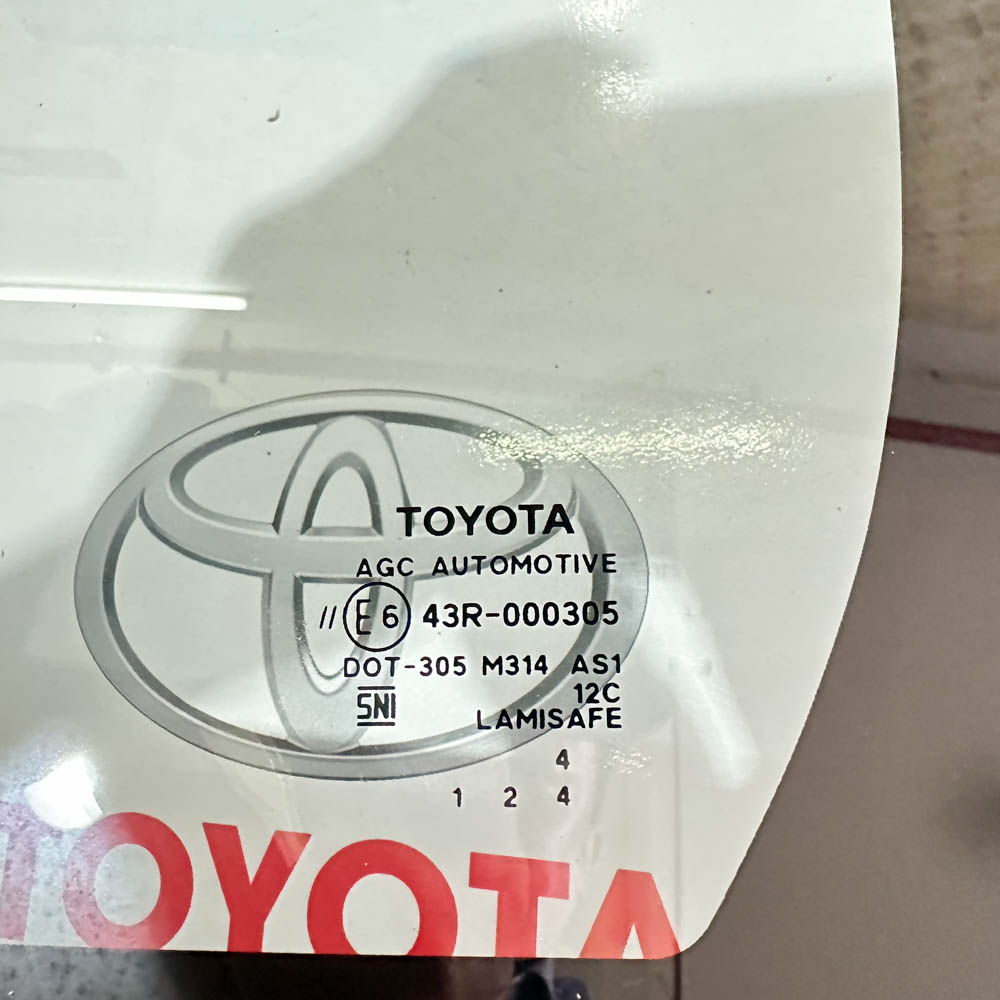 TOYOTA
AGC AUTOMOTIVE
// E6 43R-000305
DOT-305 M314 AS1
12C
SNI
LAMISAFE
4
1 2 4
TOYOTA